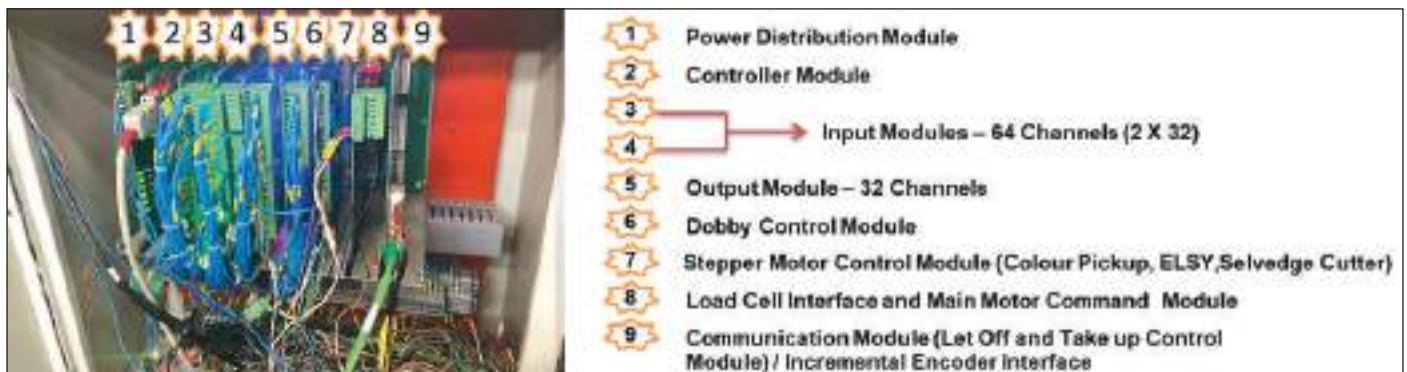 1 2 3 4 5 6 7 8 9
1 Power Distribution Module
2 Controller Module
3
4
Input Modules – 64 Channels (2 X 32)
5 Output Module – 32 Channels
6 Dobby Control Module
7 Stepper Motor Control Module (Colour Pickup, ELSY,Selvedge Cutter)
8 Load Cell Interface and Main Motor Command Module
9 Communication Module (Let Off and Take up Control
Module) / Incremental Encoder Interface